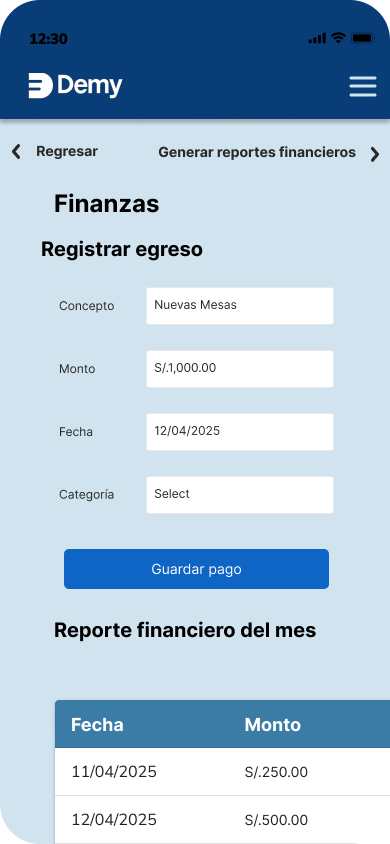 12:30
Demy
Regresar
Generar reportes financieros
Finanzas
Registrar egreso
Concepto Nuevas Mesas
Monto S/.1,000.00
Fecha 12/04/2025
Categoría Select
Guardar pago
Reporte financiero del mes
Fecha Monto
11/04/2025 S/.250.00
12/04/2025 S/.500.00